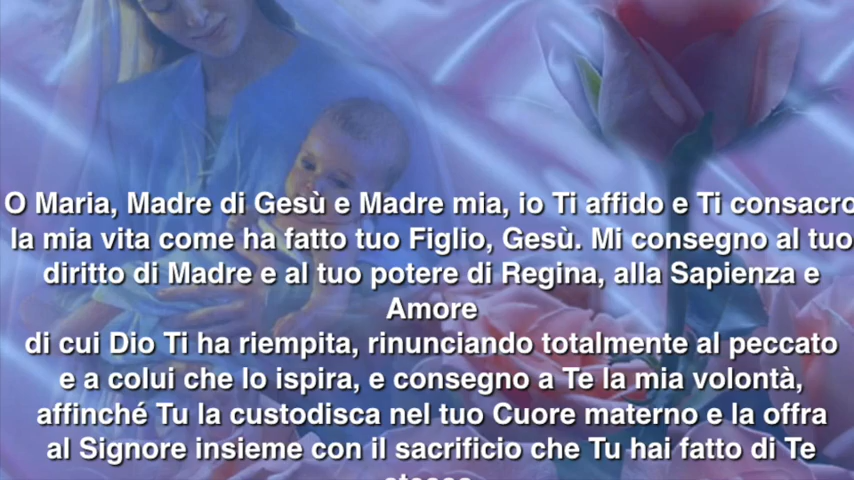 O Maria, Madre di Gesù e Madre mia, io Ti affido e Ti consacro
la mia vita come ha fatto tuo Figlio, Gesù. Mi consegno al tuo
diritto di Madre e al tuo potere di Regina, alla Sapienza e
Amore
di cui Dio Ti ha riempita, rinunciando totalmente al peccato
e a colui che lo ispira, e consegno a Te la mia volontà,
affinché Tu la custodisca nel tuo Cuore materno e la offra
al Signore insieme con il sacrificio che Tu hai fatto di Te